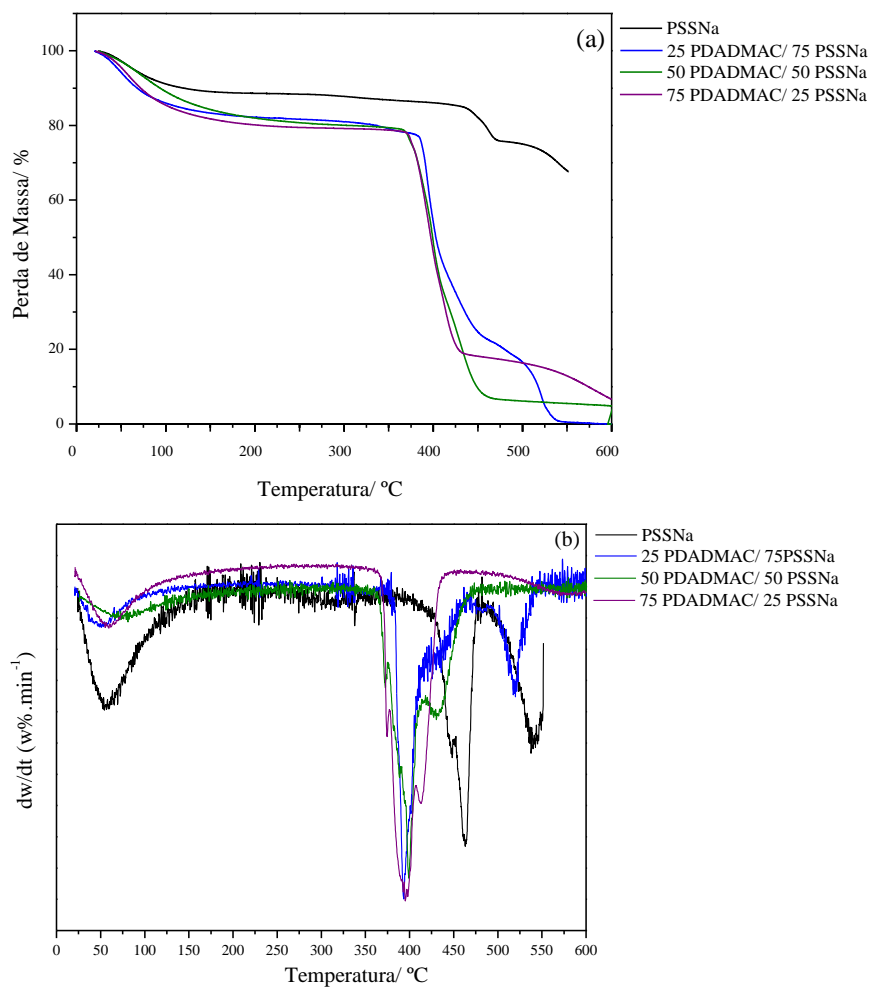 (a)
PSSNa
25 PDADMAC/ 75 PSSNa
50 PDADMAC/ 50 PSSNa
75 PDADMAC/ 25 PSSNa
100
80
60
40
20
0
Perda de Massa/ %
0 100 200 300 400 500 600
Temperatura/ ºC
(b)
PSSNa
25 PDADMAC/ 75PSSNa
50 PDADMAC/ 50 PSSNa
75 PDADMAC/ 25 PSSNa
dw/dt (w%.min⁻¹)
0 50 100 150 200 250 300 350 400 450 500 550 600
Temperatura/ ºC